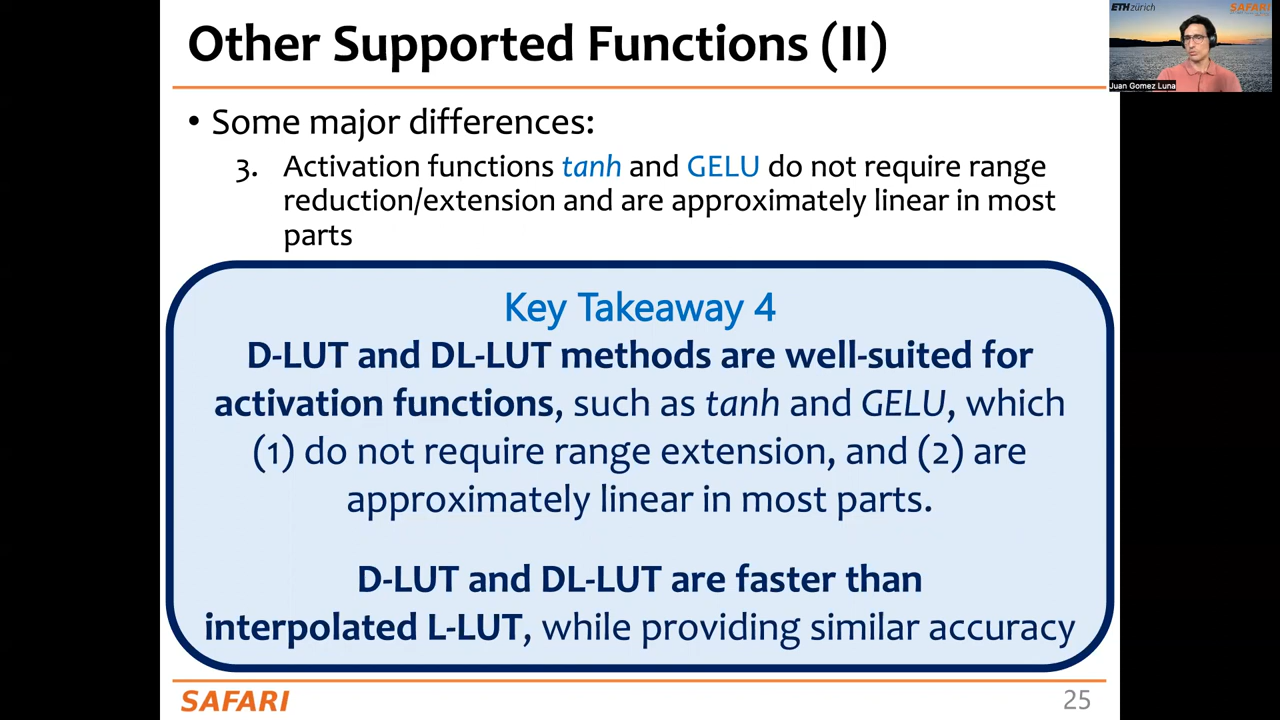 Other Supported Functions (II)
ETH zürich
SAFARI
Juan Gomez Luna
• Some major differences:
3. Activation functions tanh and GELU do not require range
reduction/extension and are approximately linear in most
parts
Key Takeaway 4
D-LUT and DL-LUT methods are well-suited for
activation functions, such as tanh and GELU, which
(1) do not require range extension, and (2) are
approximately linear in most parts.
D-LUT and DL-LUT are faster than
interpolated L-LUT, while providing similar accuracy
SAFARI
25